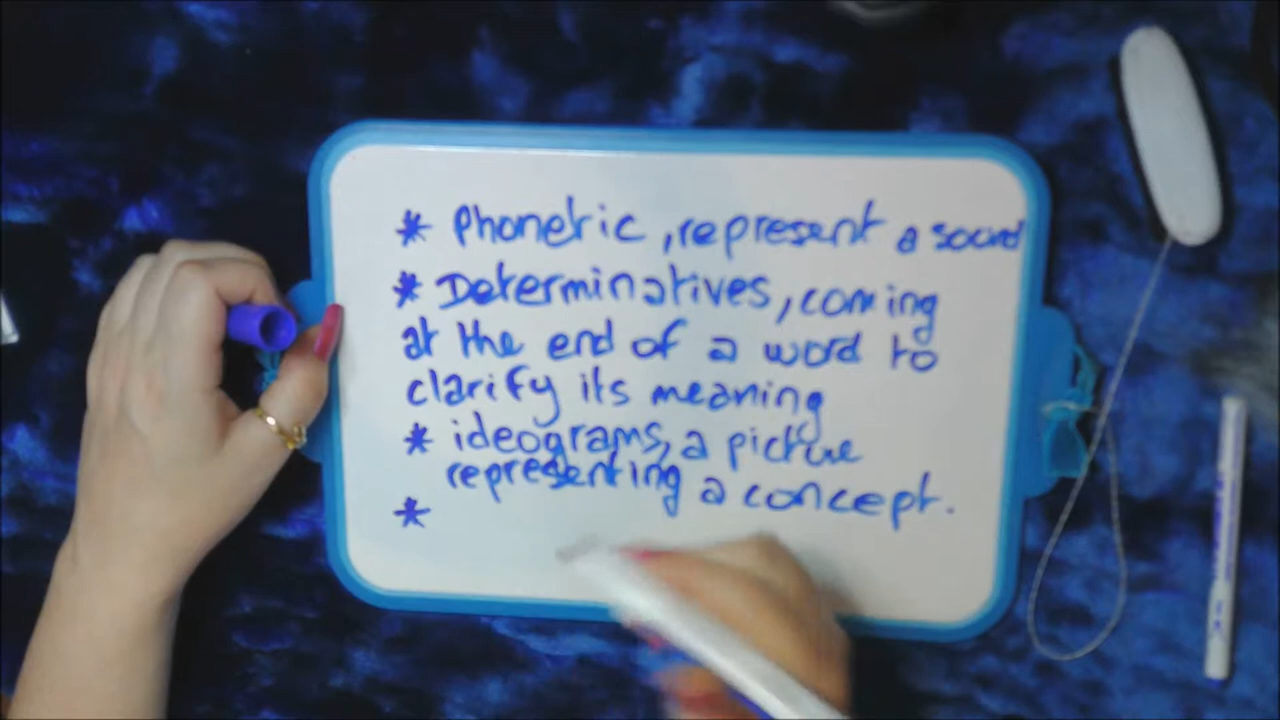 * Phonetic, represent a sound
* Determinatives, coming
at the end of a word to
clarify its meaning
* ideograms, a picture
representing a concept.
*